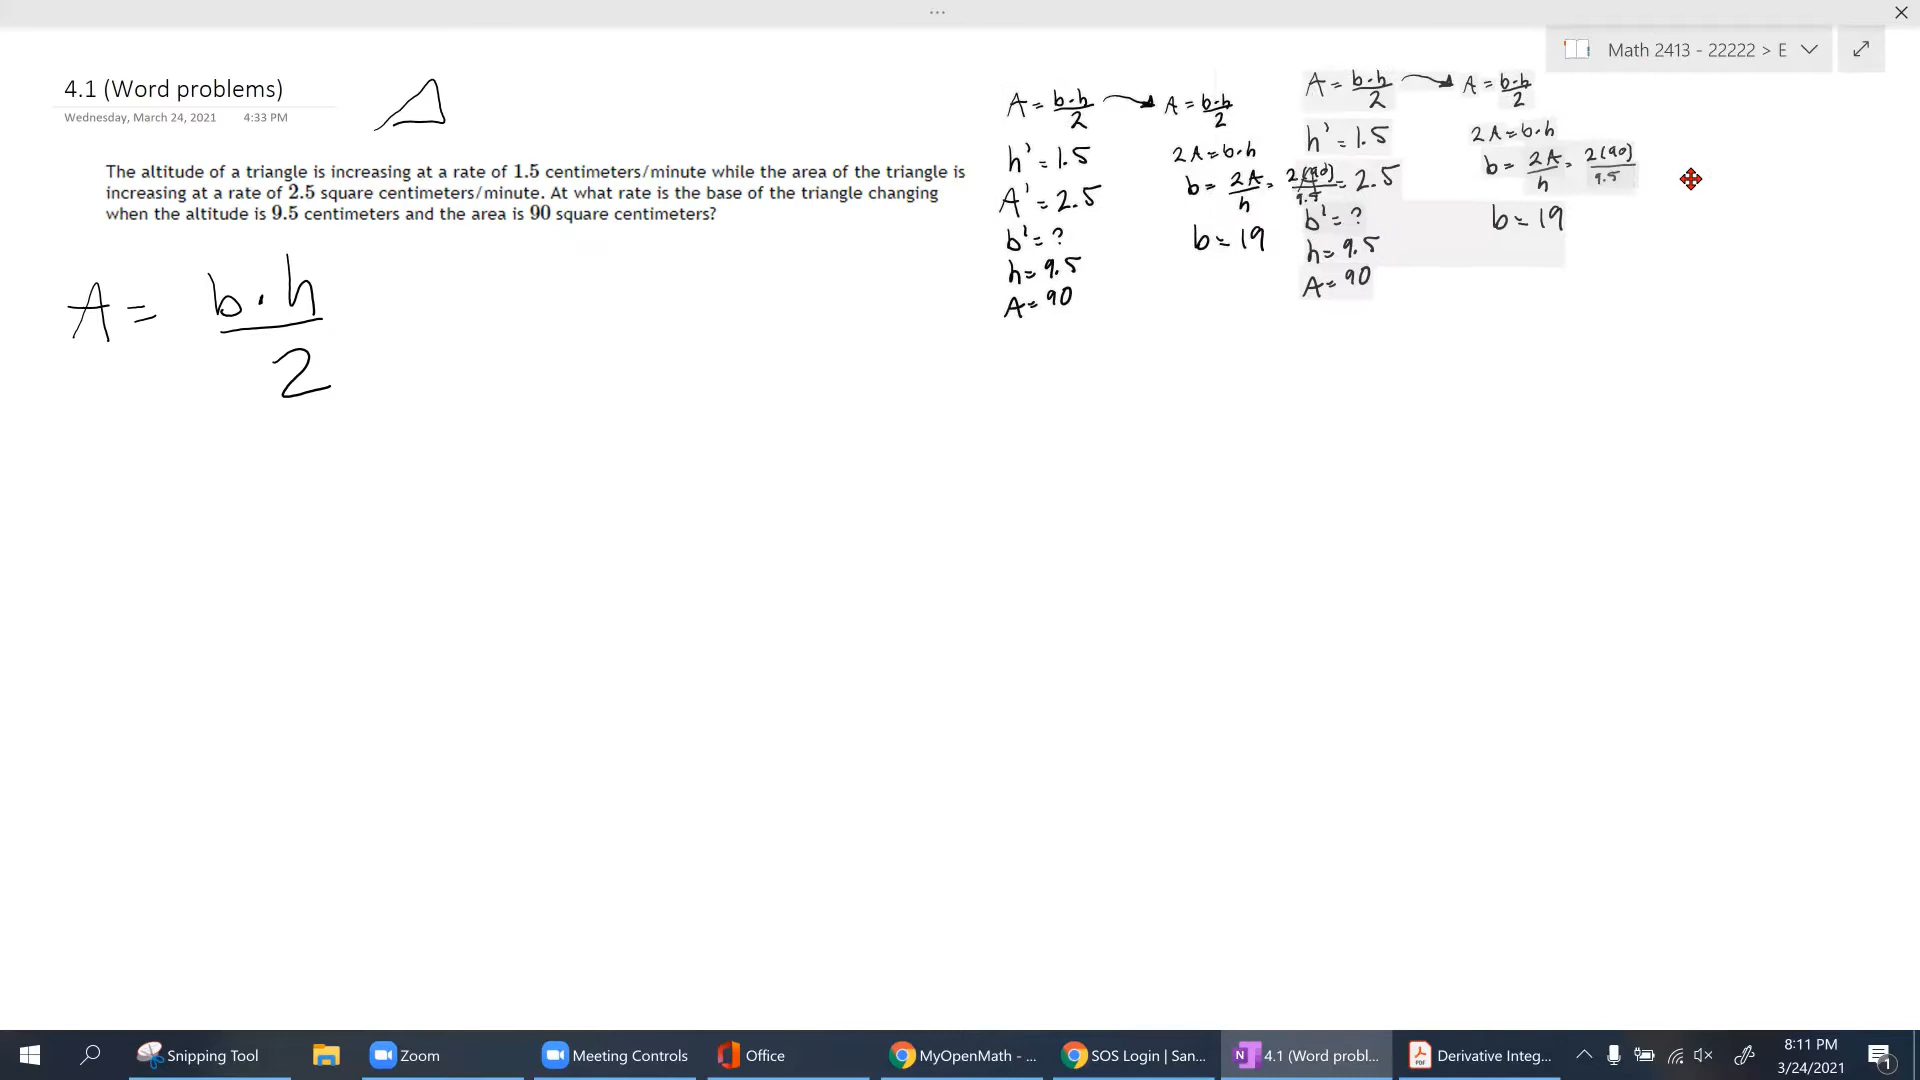 Math 2413 - 22222 > E
4.1 (Word problems)
Wednesday, March 24, 2021 4:33 PM
The altitude of a triangle is increasing at a rate of 1.5 centimeters/minute while the area of the triangle is
increasing at a rate of 2.5 square centimeters/minute. At what rate is the base of the triangle changing
when the altitude is 9.5 centimeters and the area is 90 square centimeters?
A = b·h / 2
A = b·h / 2
h' = 1.5
A' = 2.5
b' = ?
h = 9.5
A = 90
A = b·h / 2
2A = b·h
b = 2A / h = 2(90) / 9.5
b ≈ 19
A = b·h / 2
h' = 1.5
A' = 2.5
b' = ?
h = 9.5
A = 90
A = b·h / 2
2A = b·h
b = 2A / h = 2(90) / 9.5
b ≈ 19
Snipping Tool
Zoom
Meeting Controls
Office
MyOpenMath - ...
SOS Login | San...
4.1 (Word probl...
Derivative Integ...
8:11 PM
3/24/2021
1